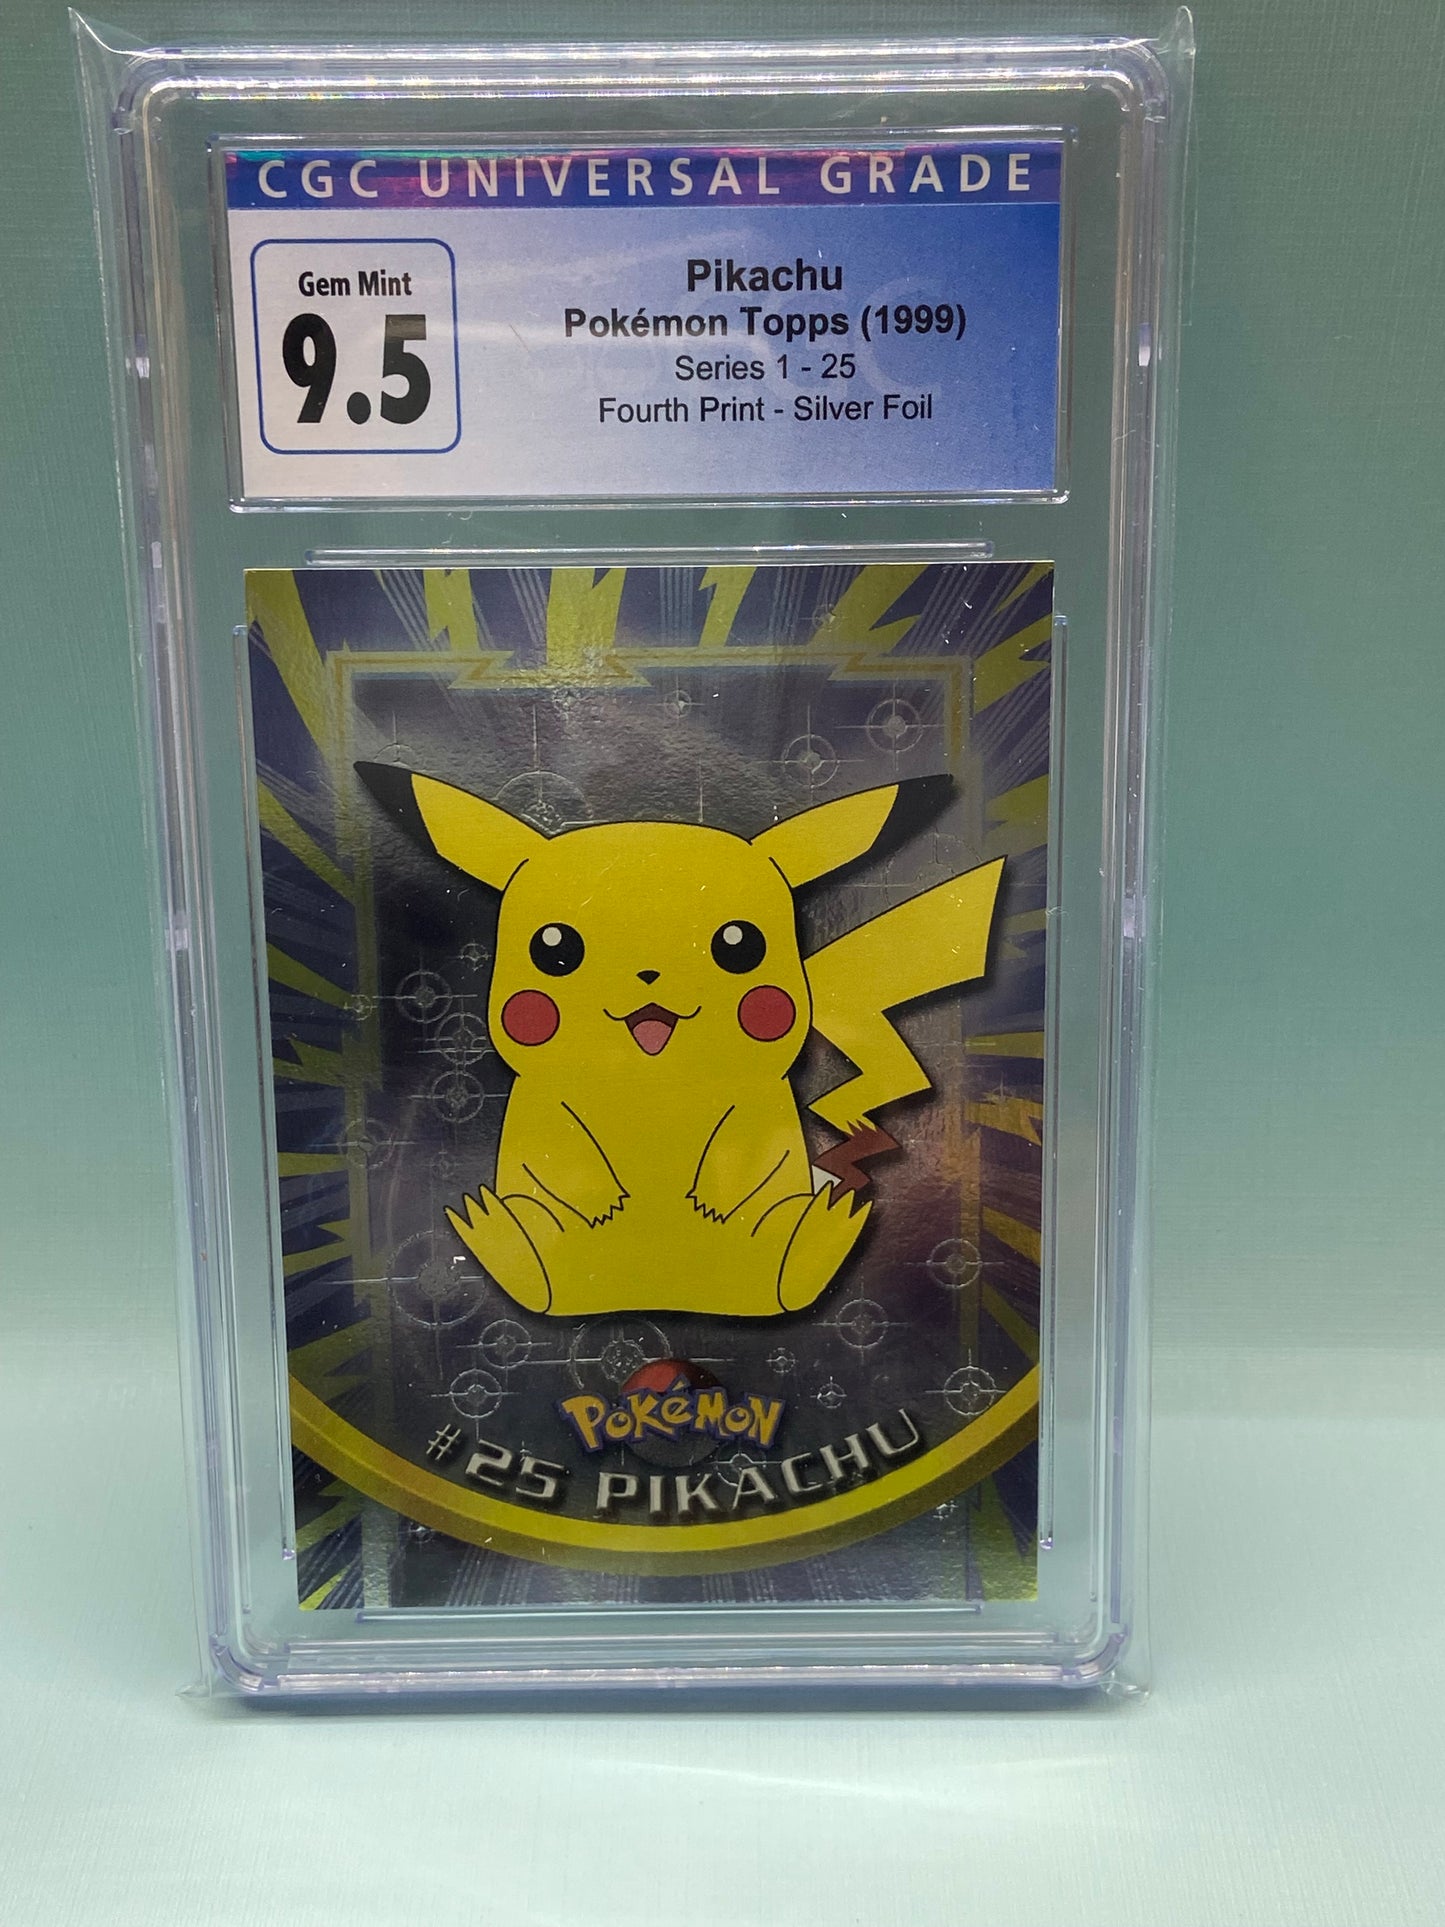 CGC UNIVERSAL GRADE
Gem Mint
9.5
Pikachu
Pokémon Topps (1999)
Series 1 - 25
Fourth Print - Silver Foil
POKéMON
#25 PIKACHU